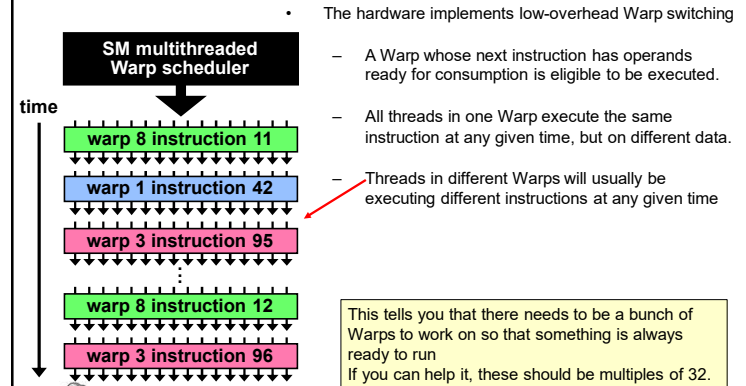 • The hardware implements low-overhead Warp switching
SM multithreaded
Warp scheduler
– A Warp whose next instruction has operands
ready for consumption is eligible to be executed.
time
– All threads in one Warp execute the same
instruction at any given time, but on different data.
warp 8 instruction 11
warp 1 instruction 42
– Threads in different Warps will usually be
executing different instructions at any given time
warp 3 instruction 95
⋮
warp 8 instruction 12
warp 3 instruction 96
This tells you that there needs to be a bunch of
Warps to work on so that something is always
ready to run
If you can help it, these should be multiples of 32.